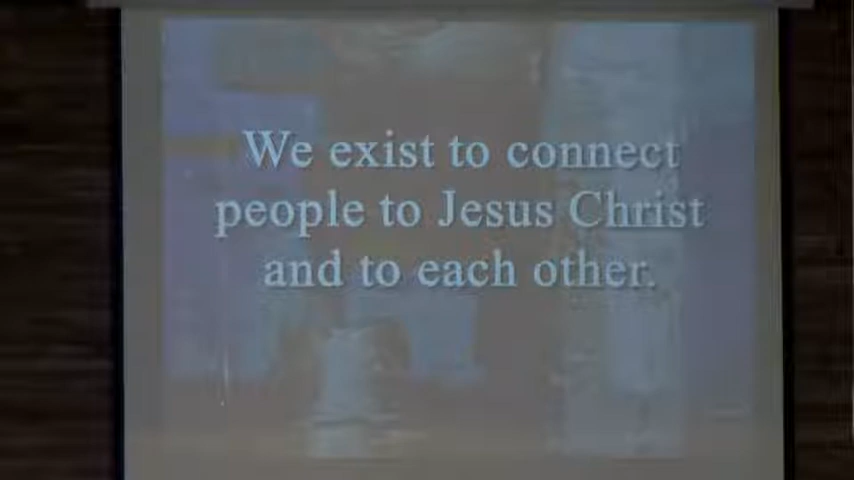 We exist to connect
people to Jesus Christ
and to each other.